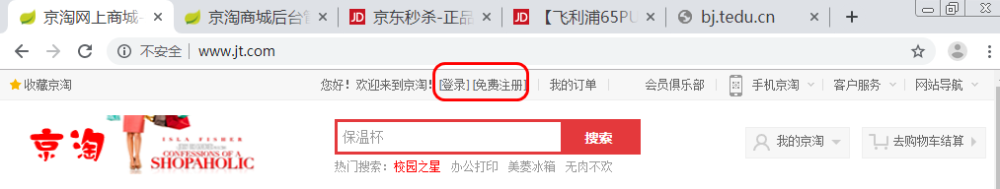 京淘网上商城-
京淘商城后台管
京东秒杀-正品
【飞利浦65PU
bj.tedu.cn
不安全 | www.jt.com
收藏京淘
您好！欢迎来到京淘！[登录] [免费注册]
我的订单
会员俱乐部
手机京淘
客户服务
网站导航
京淘
ISLA FISHER
CONFESSIONS OF A
SHOPAHOLIC
保温杯
搜索
我的京淘
去购物车结算
热门搜索：校园之星 办公打印 美菱冰箱 无肉不欢